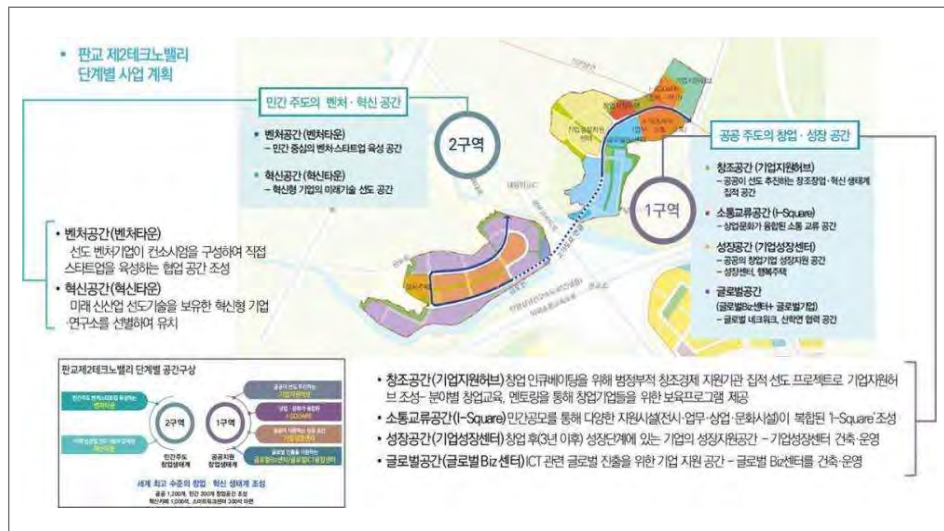 • 판교 제2테크노밸리
단계별 사업 계획
민간 주도의 벤처·혁신 공간
• 벤처공간 (벤처타운)
– 민간 중심의 벤처·스타트업 육성 공간
• 혁신공간 (혁신타운)
– 혁신형 기업의 미래기술 선도 공간
2구역
1구역
공공 주도의 창업·성장 공간
• 창조공간 (기업지원허브)
– 공공이 선도 추진하는 창조창업·혁신 생태계
집적 공간
• 소통교류공간 (I-Square)
– 상업문화가 융합된 소통 교류 공간
• 성장공간 (기업성장센터)
– 공공의 창업기업 성장지원 공간
– 성장센터, 행복주택
• 글로벌공간
(글로벌Biz센터+ 글로벌기업)
– 글로벌 네크워크, 산학연 협력 공간
• 벤처공간(벤처타운)
선도 벤처기업이 컨소시엄을 구성하여 직접
스타트업을 육성하는 협업 공간 조성
• 혁신공간(혁신타운)
미래 신산업 선도기술을 보유한 혁신형 기업
·연구소를 선별하여 유치
판교제2테크노밸리 단계별 공간구상
2구역
1구역
민간주도
창업생태계
공공지원
창업생태계
세계 최고 수준의 창업·혁신 생태계 조성
• 창조공간 (기업지원허브) 창업 인큐베이팅을 위해 범정부적 창조경제 지원기관 집적 선도 프로젝트로 기업지원허
브 조성– 분야별 창업교육, 멘토링을 통해 창업기업들을 위한 보육프로그램 제공
• 소통교류공간(I-Square) 민간공모를 통해 다양한 지원시설(전시·업무·상업·문화시설)이 복합된 'I-Square'조성
• 성장공간 (기업성장센터) 창업 후(3년 이후) 성장단계에 있는 기업의 성장지원공간 – 기업성장센터 건축·운영
• 글로벌공간(글로벌Biz센터) ICT 관련 글로벌 진출을 위한 기업 지원 공간 – 글로벌 Biz센터를 건축·운영